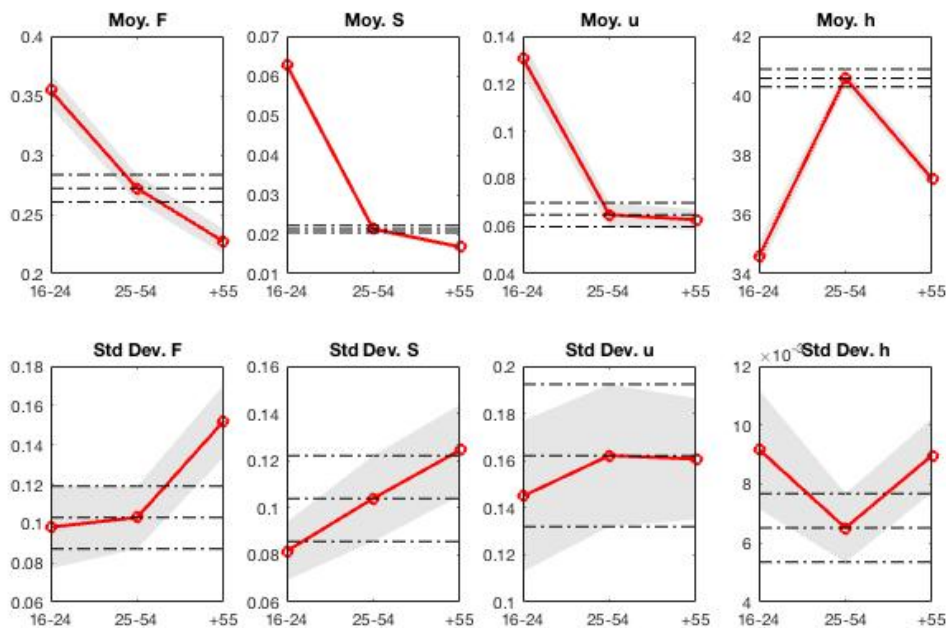 Moy. F
0.4
0.35
0.3
0.25
0.2
16-24 25-54 +55
Moy. S
0.07
0.06
0.05
0.04
0.03
0.02
0.01
16-24 25-54 +55
Moy. u
0.14
0.12
0.1
0.08
0.06
0.04
16-24 25-54 +55
Moy. h
42
40
38
36
34
16-24 25-54 +55
Std Dev. F
0.18
0.16
0.14
0.12
0.1
0.08
0.06
16-24 25-54 +55
Std Dev. S
0.16
0.14
0.12
0.1
0.08
0.06
16-24 25-54 +55
Std Dev. u
0.2
0.18
0.16
0.14
0.12
0.1
16-24 25-54 +55
×10⁻³Std Dev. h
12
10
8
6
4
16-24 25-54 +55